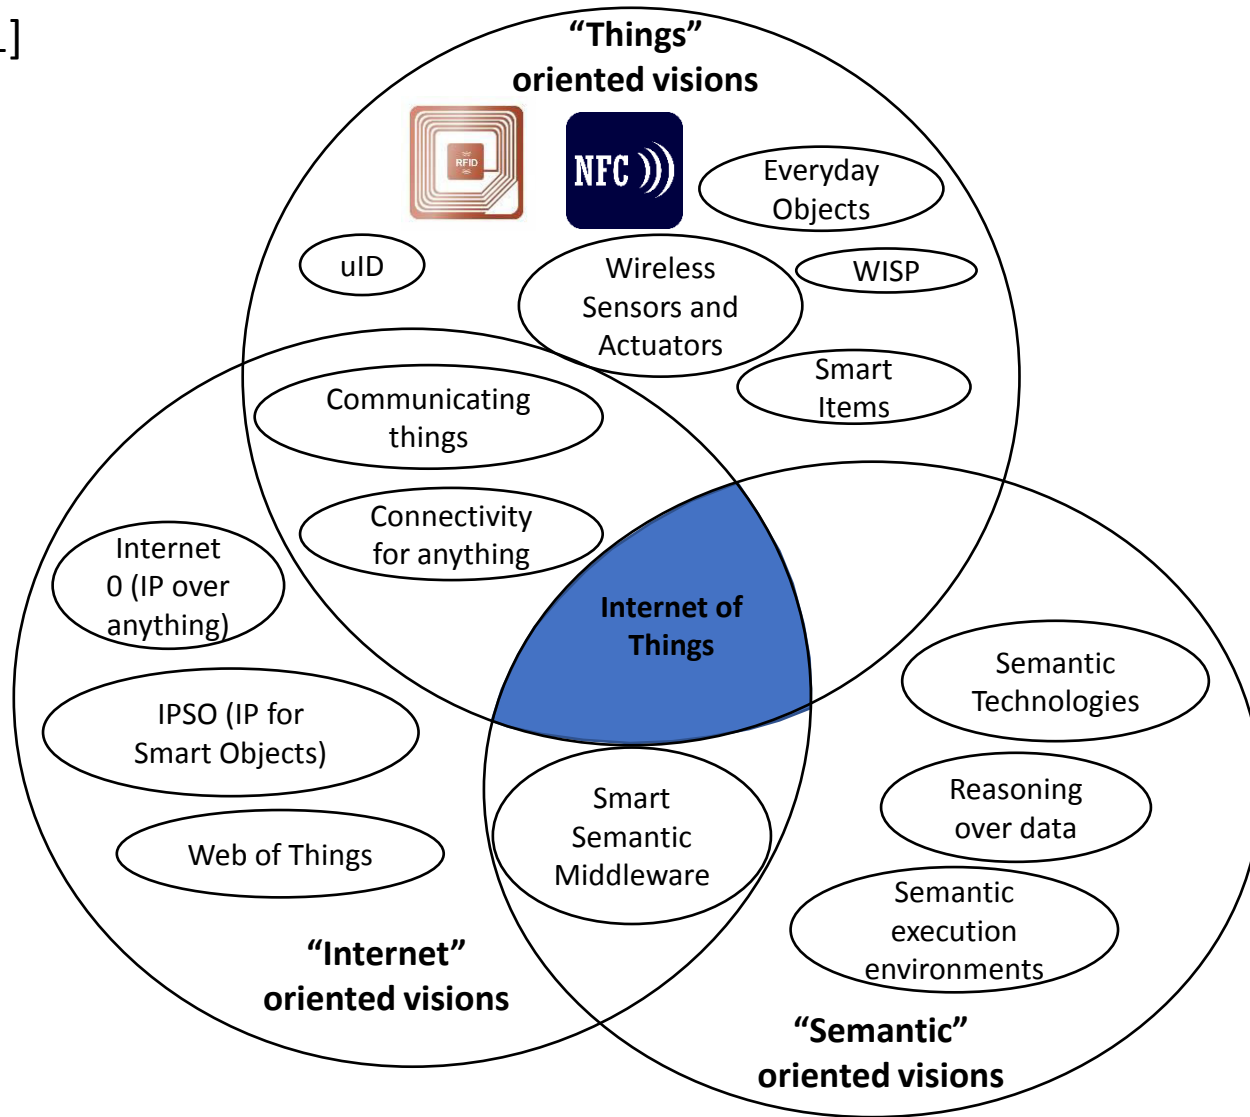 “Things”
oriented visions
RFID
NFC
Everyday
Objects
uID
Wireless
Sensors and
Actuators
WISP
Smart
Items
Communicating
things
Connectivity
for anything
Internet
0 (IP over
anything)
Internet of
Things
IPSO (IP for
Smart Objects)
Web of Things
Smart
Semantic
Middleware
Semantic
Technologies
Reasoning
over data
Semantic
execution
environments
“Internet”
oriented visions
“Semantic”
oriented visions